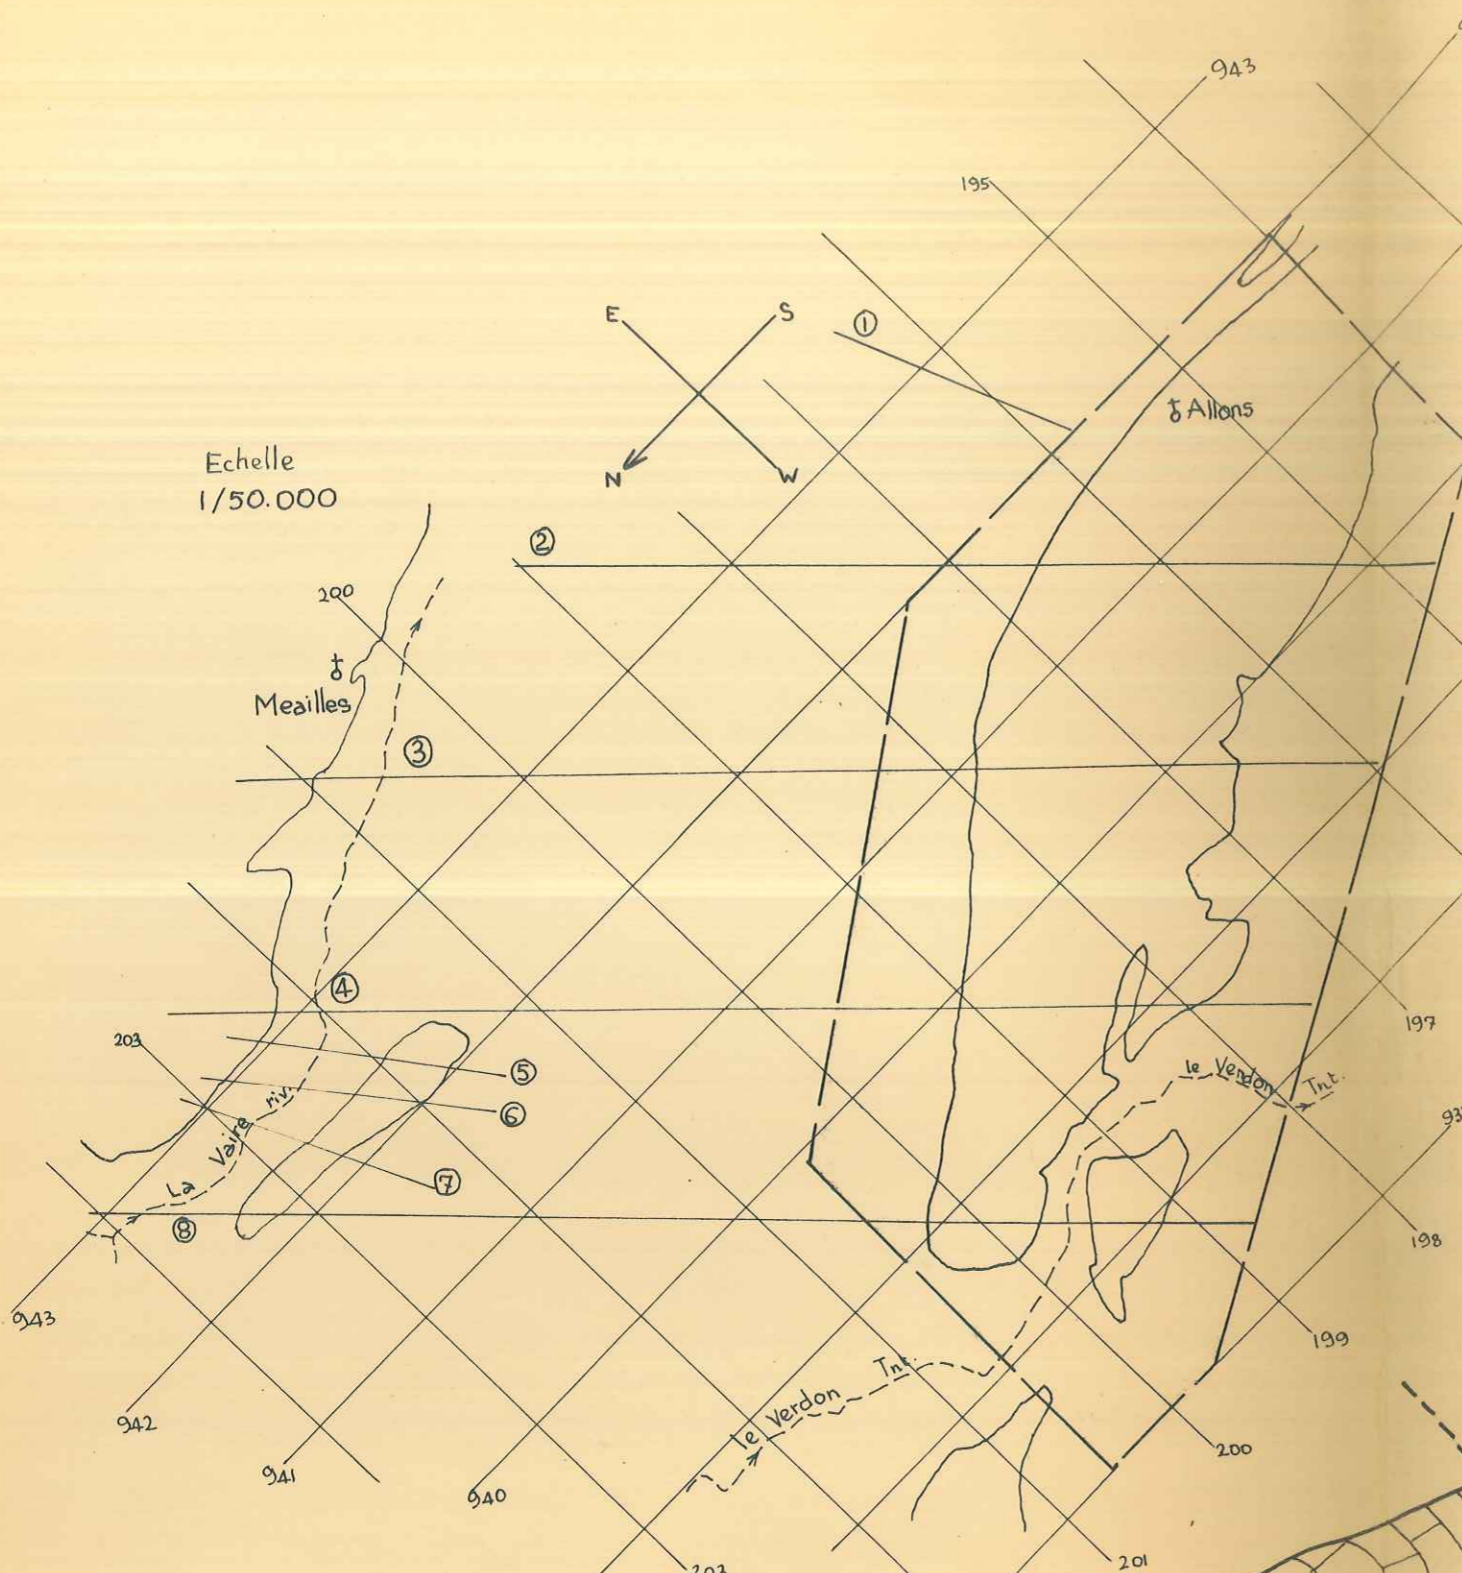 943
195
E
S
①
ŏ Allons
Echelle
N
W
1/50.000
②
200
Meailles
③
④
197
203
⑤
le Verdon Tnt.
⑥
La Vaire riv.
⑦
⑧
198
943
199
le Verdon Tnt.
942
200
941
940
201